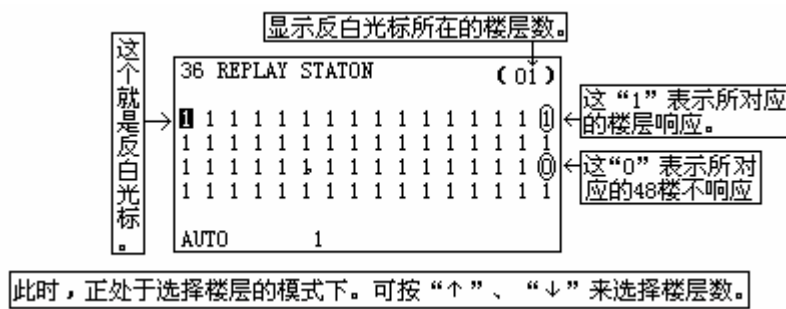 显示反白光标所在的楼层数。
这个就是反白光标。
36 REPLAY STATON (01)
1 1 1 1 1 1 1 1 1 1 1 1 1 1 1 1
1 1 1 1 1 1 1 1 1 1 1 1 1 1 1 1
1 1 1 1 1 1 1 1 1 1 1 1 1 1 1 0
1 1 1 1 1 1 1 1 1 1 1 1 1 1 1 1
AUTO 1
这“1”表示所对应
的楼层响应。
这“0”表示所对
应的48楼不响应
此时，正处于选择楼层的模式下。可按“↑”、“↓”来选择楼层数。